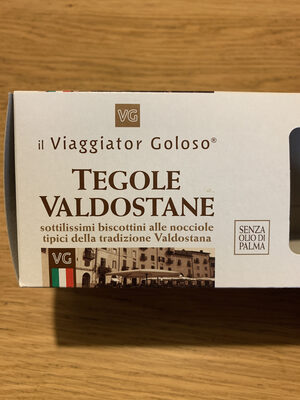 VG
il Viaggiator Goloso®
TEGOLE
VALDOSTANE
sottilissimi biscottini alle nocciole
tipici della tradizione Valdostana
SENZA
OLIO DI
PALMA
VG